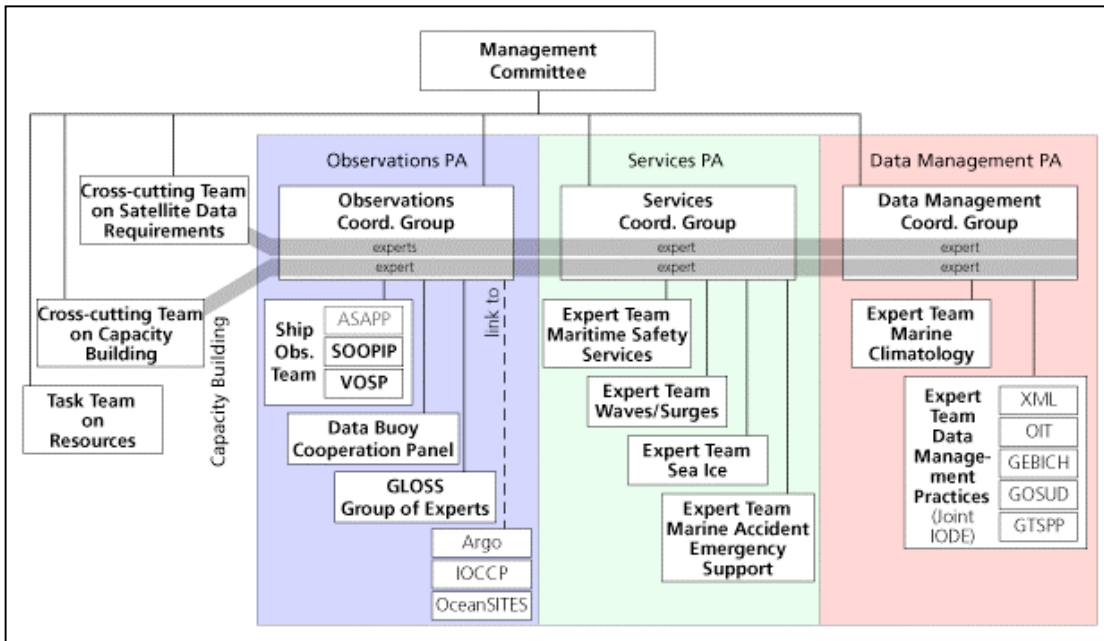 Management
Committee
Observations PA
Services PA
Data Management PA
Cross-cutting Team
on Satellite Data
Requirements
Observations
Coord. Group
Services
Coord. Group
Data Management
Coord. Group
experts
expert
expert
expert
expert
expert
Cross-cutting Team
on Capacity
Building
Capacity Building
Task Team
on
Resources
Ship
Obs.
Team
ASAPP
SOOPIP
VOSP
link to
Data Buoy
Cooperation Panel
GLOSS
Group of Experts
Argo
IOCCP
OceanSITES
Expert Team
Maritime Safety
Services
Expert Team
Waves/Surges
Expert Team
Sea Ice
Expert Team
Marine Accident
Emergency
Support
Expert Team
Marine
Climatology
Expert
Team
Data
Manage-
ment
Practices
(Joint
IODE)
XML
OIT
GEBICH
GOSUD
GTSPP